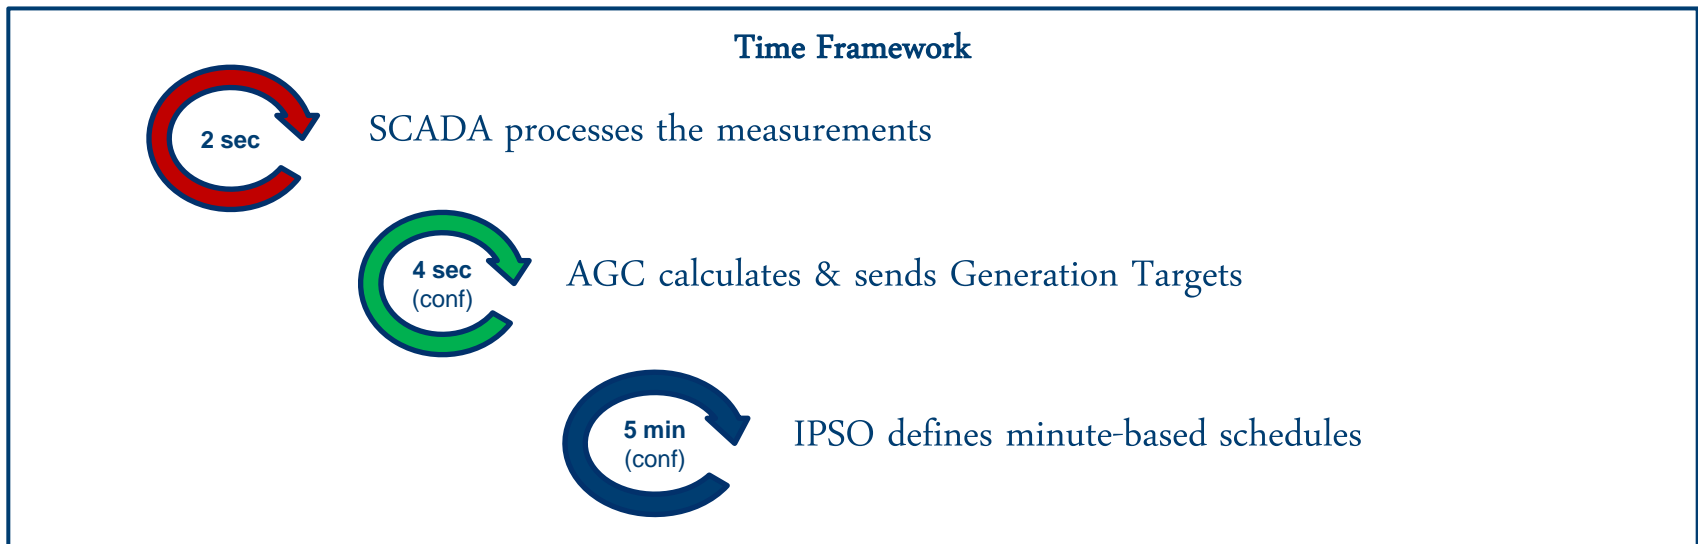 Time Framework
2 sec
SCADA processes the measurements
4 sec
(conf)
AGC calculates & sends Generation Targets
5 min
(conf)
IPSO defines minute-based schedules